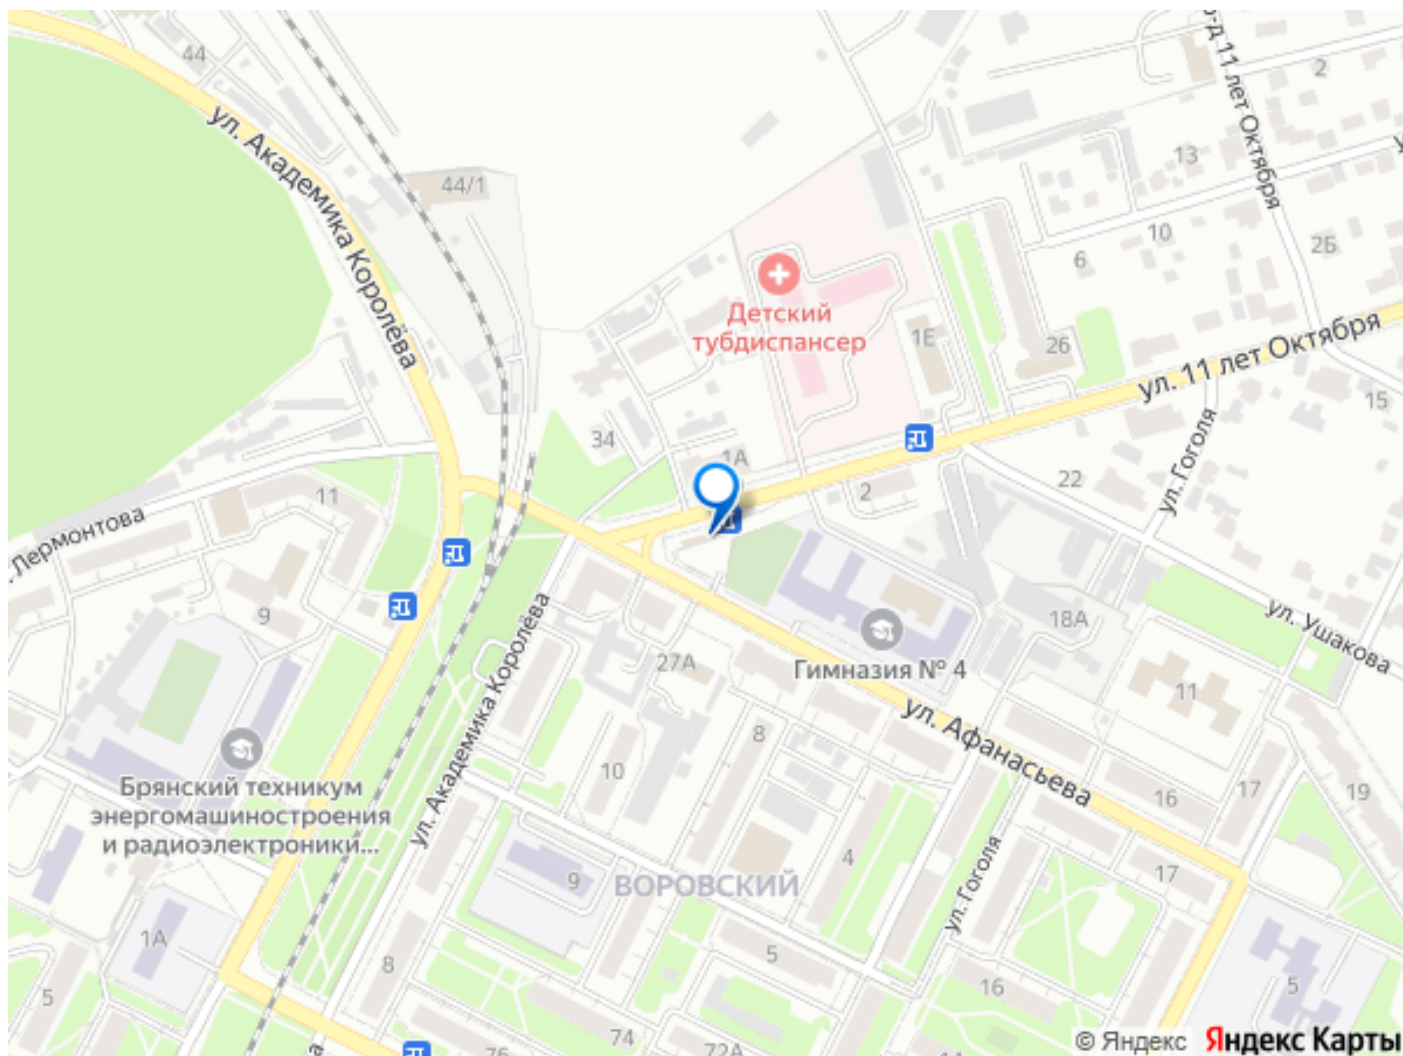 44
2
ул. Академика Королёва
пр-д 11 лет Октября
13
44/1
10
2Б
6
Детский
тубдиспансер
1Е
26
ул. 11 лет Октября
15
34
1А
ул. Гоголя
22
2
11
Лермонтова
ул. Ушакова
9
18А
ул. Академика Королёва
27А
Гимназия № 4
11
ул. Афанасьева
8
Брянский техникум
энергомашиностроения
и радиоэлектроники...
10
16
17
19
4
ул. Гоголя
17
9
ВОРОВСКИЙ
1А
8
5
5
16
5
74
72А
© Яндекс Яндекс Карты